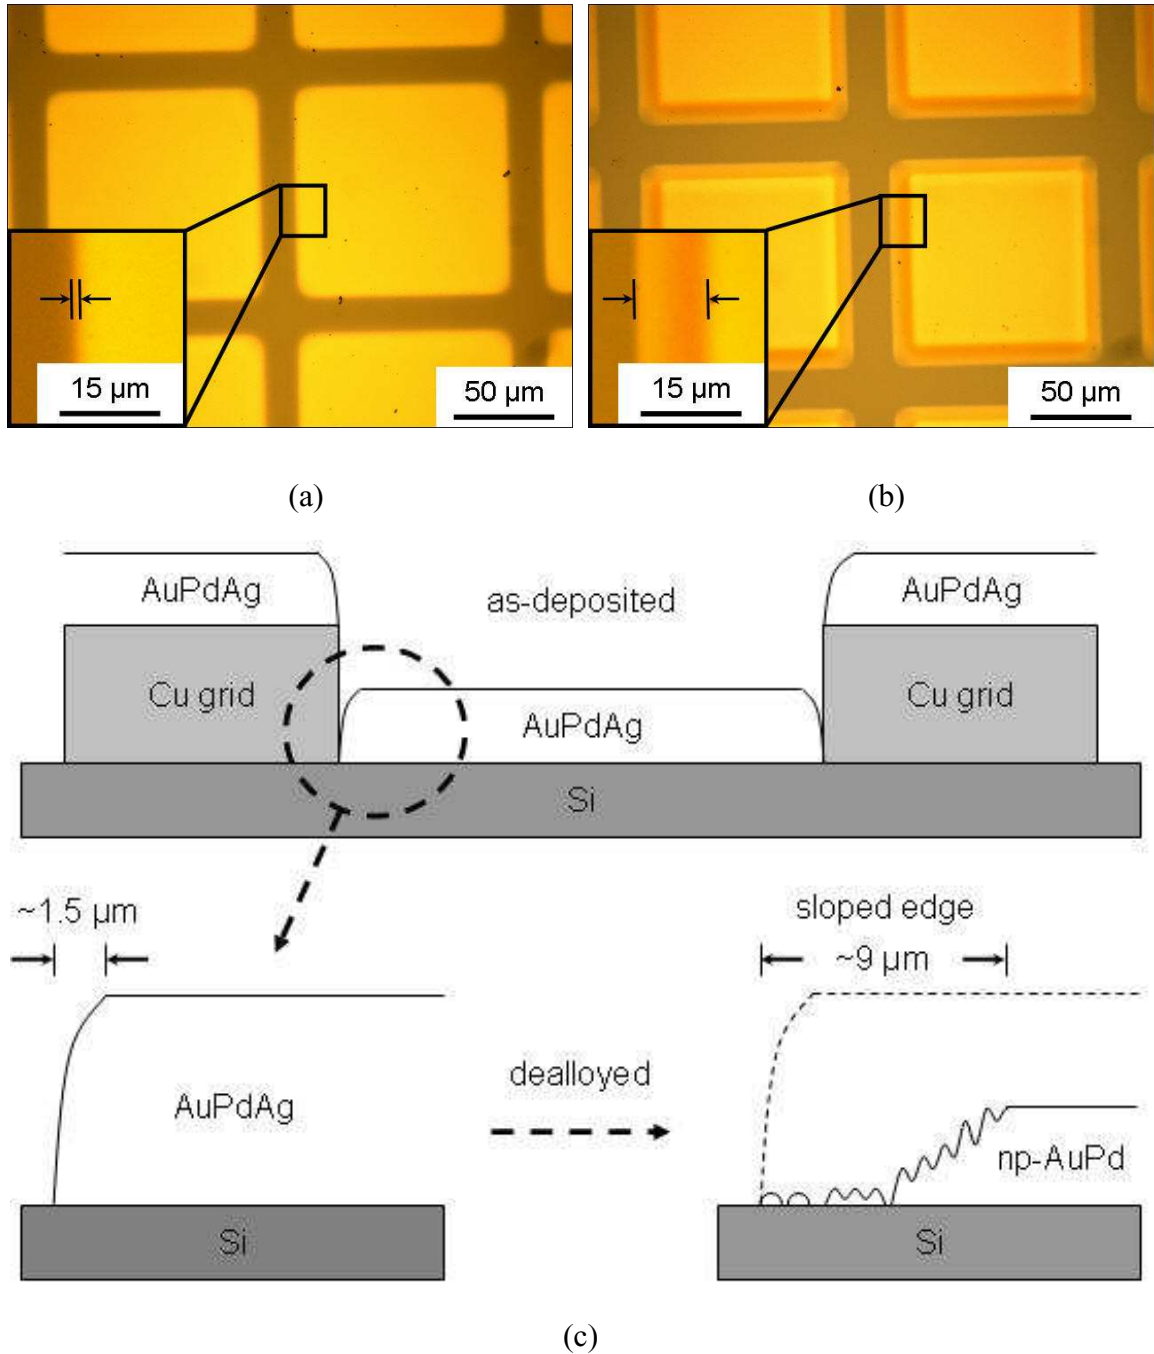 15 µm
50 µm
15 µm
50 µm
(a)
(b)
AuPdAg
as-deposited
AuPdAg
Cu grid
AuPdAg
Cu grid
Si
~1.5 µm
sloped edge
~9 µm
AuPdAg
dealloyed
np-AuPd
Si
Si
(c)